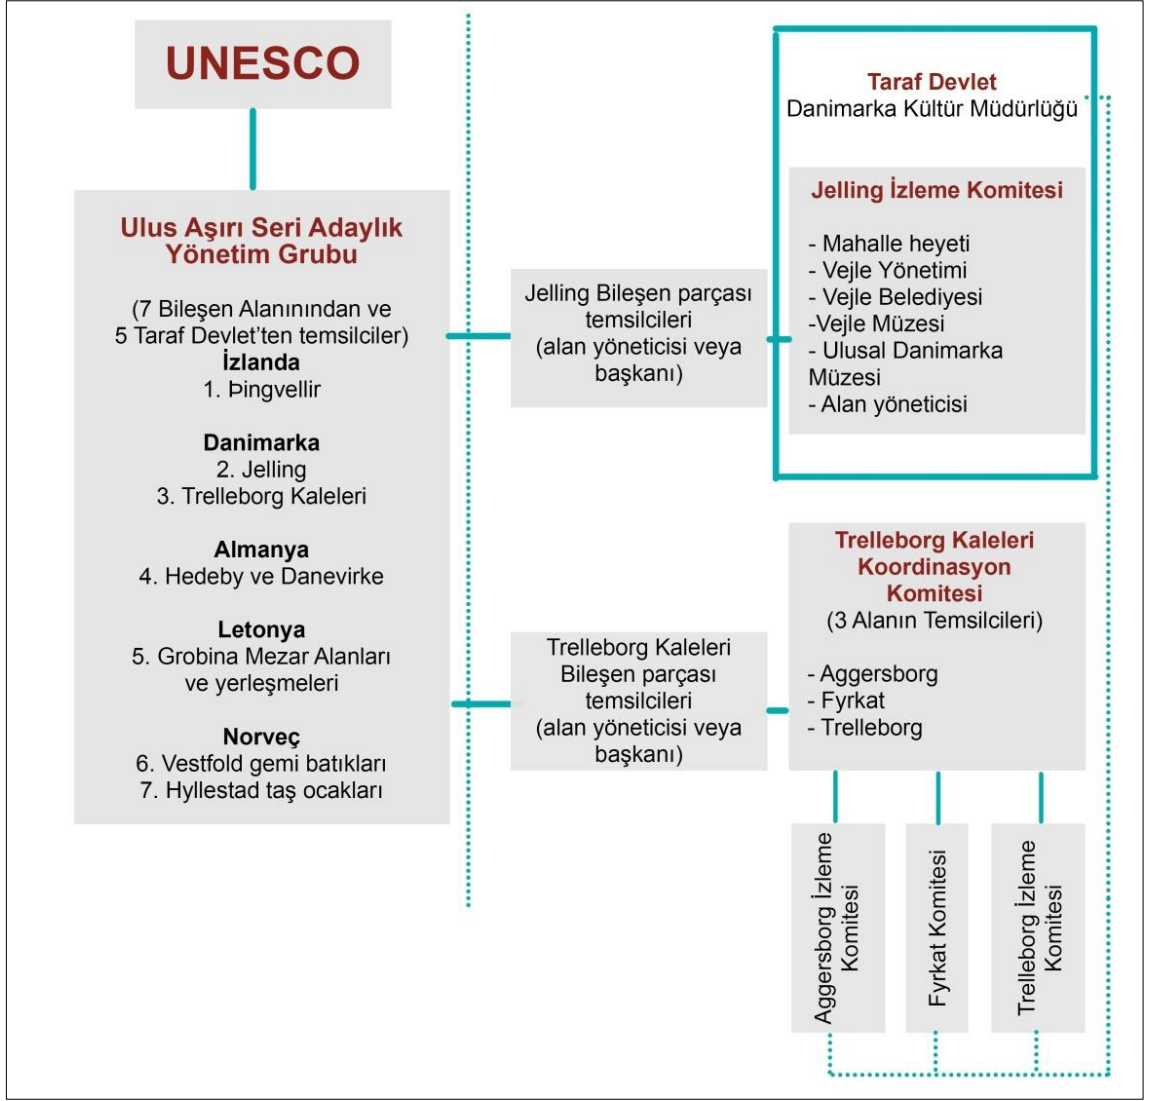 UNESCO
Ulus Aşırı Seri Adaylık
Yönetim Grubu
(7 Bileşen Alanınından ve
5 Taraf Devlet'ten temsilciler)
İzlanda
1. Þingvellir
Danimarka
2. Jelling
3. Trelleborg Kaleleri
Almanya
4. Hedeby ve Danevirke
Letonya
5. Grobina Mezar Alanları
ve yerleşmeleri
Norveç
6. Vestfold gemi batıkları
7. Hyllestad taş ocakları
Jelling Bileşen parçası
temsilcileri
(alan yöneticisi veya
başkanı)
Taraf Devlet
Danimarka Kültür Müdürlüğü
Jelling İzleme Komitesi
- Mahalle heyeti
- Vejle Yönetimi
- Vejle Belediyesi
-Vejle Müzesi
- Ulusal Danimarka
Müzesi
- Alan yöneticisi
Trelleborg Kaleleri
Bileşen parçası
temsilcileri
(alan yöneticisi veya
başkanı)
Trelleborg Kaleleri
Koordinasyon
Komitesi
(3 Alanın Temsilcileri)
- Aggersborg
- Fyrkat
- Trelleborg
Aggersborg İzleme
Komitesi
Fyrkat Komitesi
Trelleborg İzleme
Komitesi